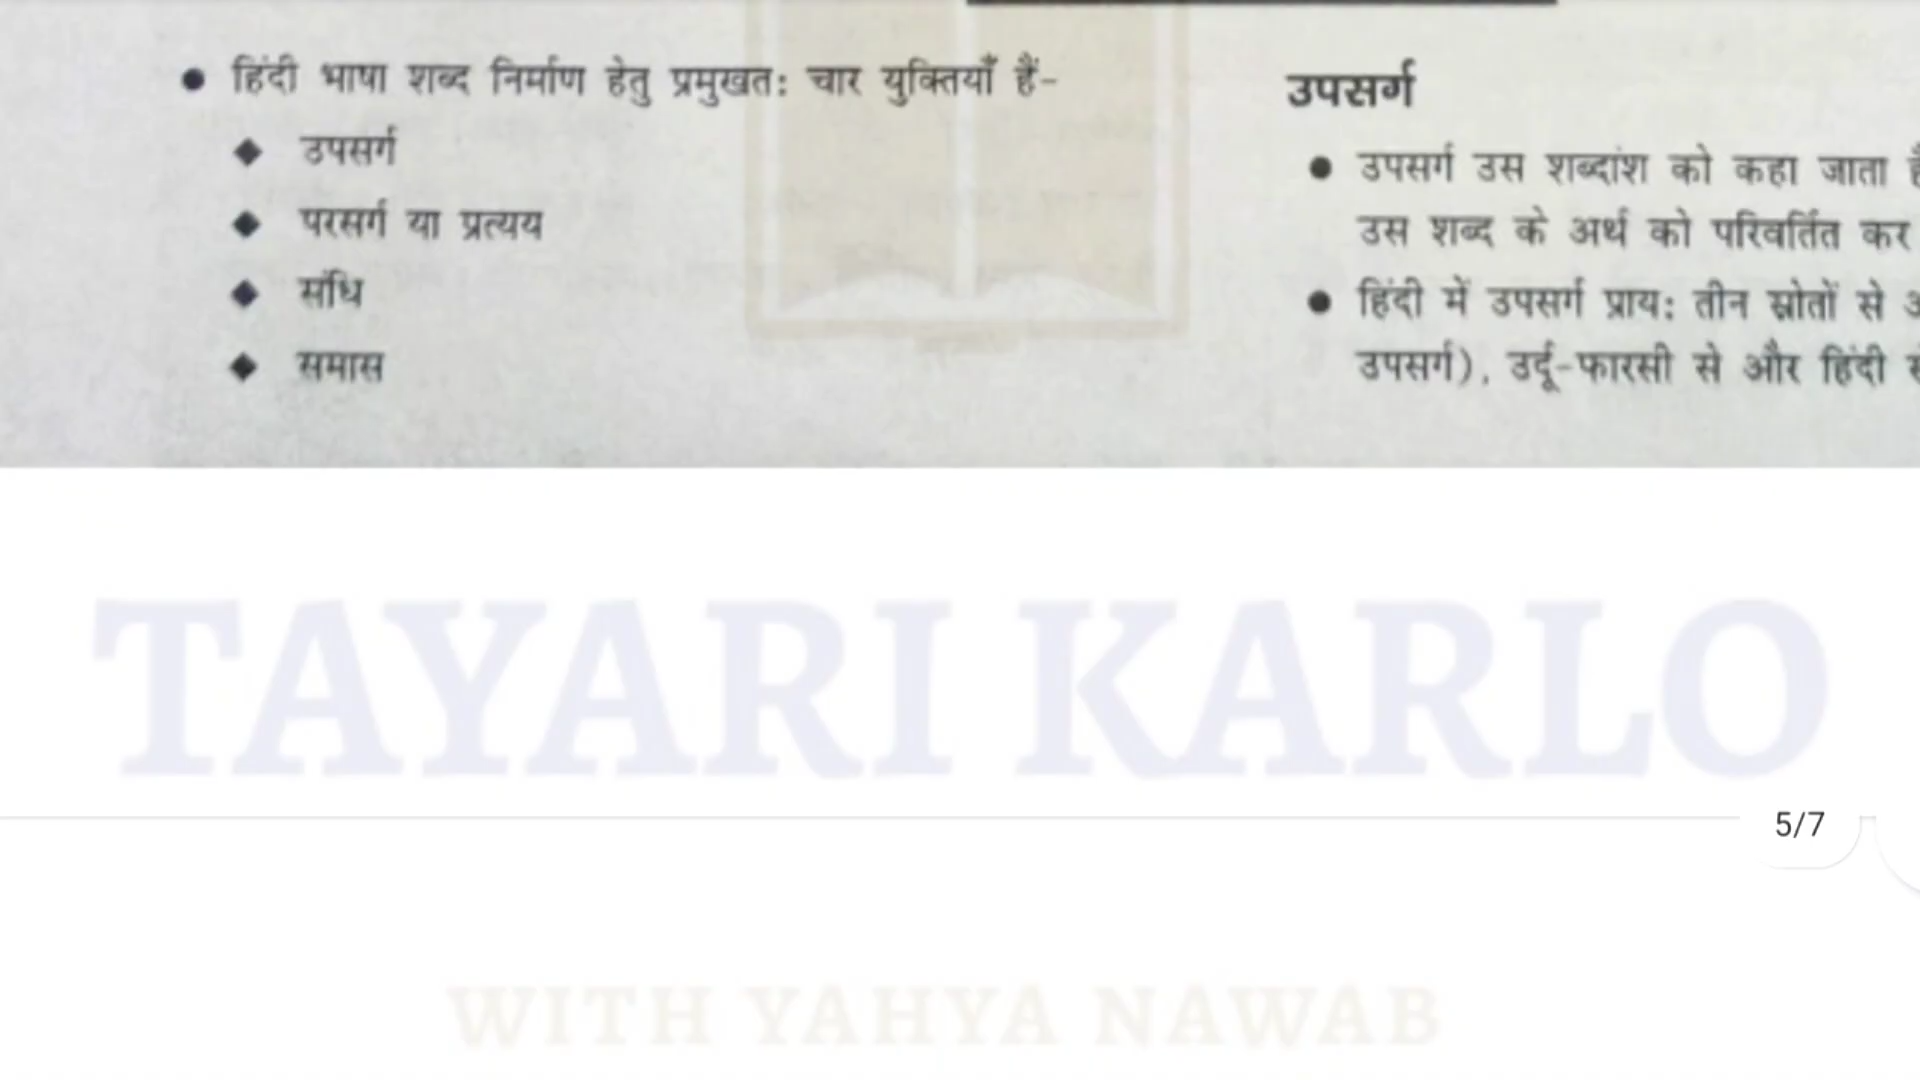 • हिंदी भाषा शब्द निर्माण हेतु प्रमुखत: चार युक्तियाँ हैं-
◆ उपसर्ग
◆ परसर्ग या प्रत्यय
◆ संधि
◆ समास
उपसर्ग
• उपसर्ग उस शब्दांश को कहा जाता
उस शब्द के अर्थ को परिवर्तित कर
• हिंदी में उपसर्ग प्राय: तीन स्रोतों से
उपसर्ग), उर्दू-फारसी से और हिंदी
TAYARI KARLO
5/7
WITH YAHYA NAWAB